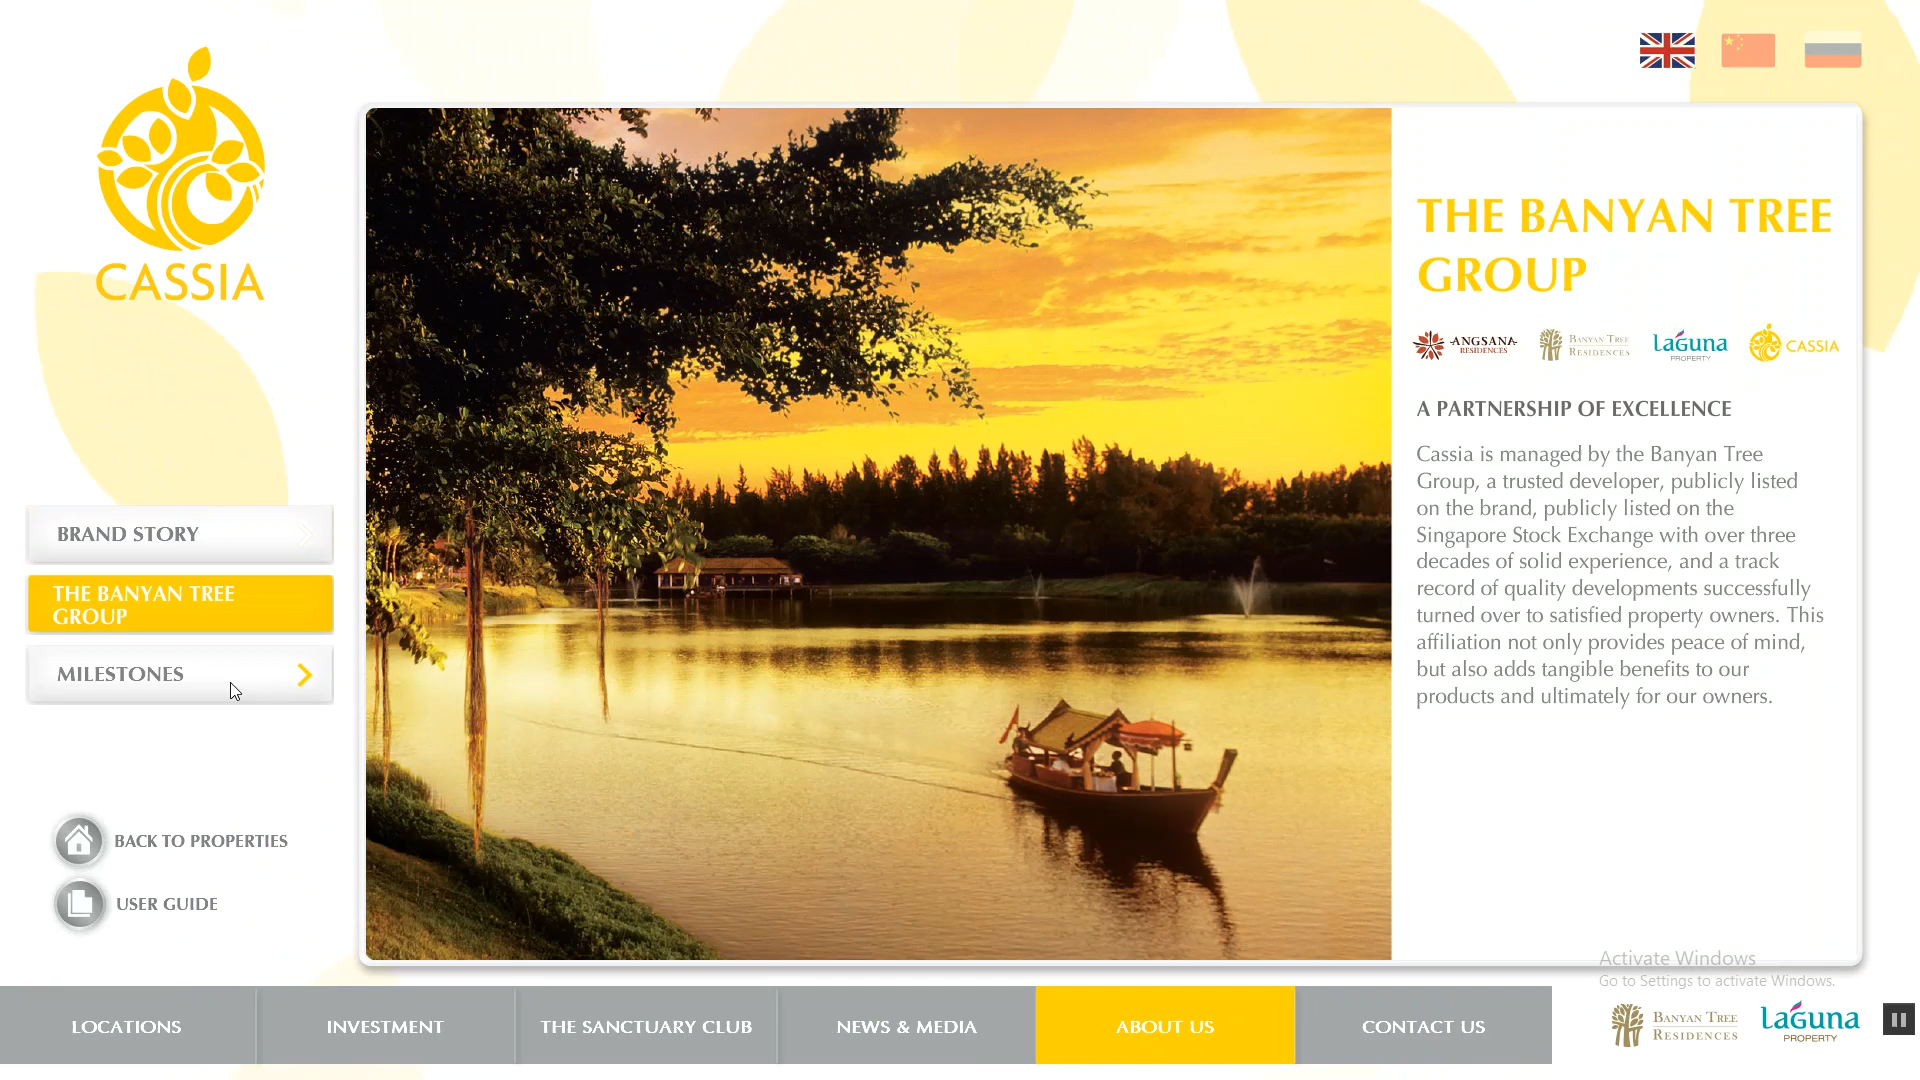 CASSIA
BRAND STORY
THE BANYAN TREE
GROUP
MILESTONES
BACK TO PROPERTIES
USER GUIDE
THE BANYAN TREE
GROUP
ANGSANA
RESIDENCES
BANYAN TREE
RESIDENCES
Laguna
PROPERTY
CASSIA
A PARTNERSHIP OF EXCELLENCE
Cassia is managed by the Banyan Tree
Group, a trusted developer, publicly listed
on the brand, publicly listed on the
Singapore Stock Exchange with over three
decades of solid experience, and a track
record of quality developments successfully
turned over to satisfied property owners. This
affiliation not only provides peace of mind,
but also adds tangible benefits to our
products and ultimately for our owners.
Activate Windows
Go to Settings to activate Windows.
LOCATIONS
INVESTMENT
THE SANCTUARY CLUB
NEWS & MEDIA
ABOUT US
CONTACT US
BANYAN TREE
RESIDENCES
Laguna
PROPERTY